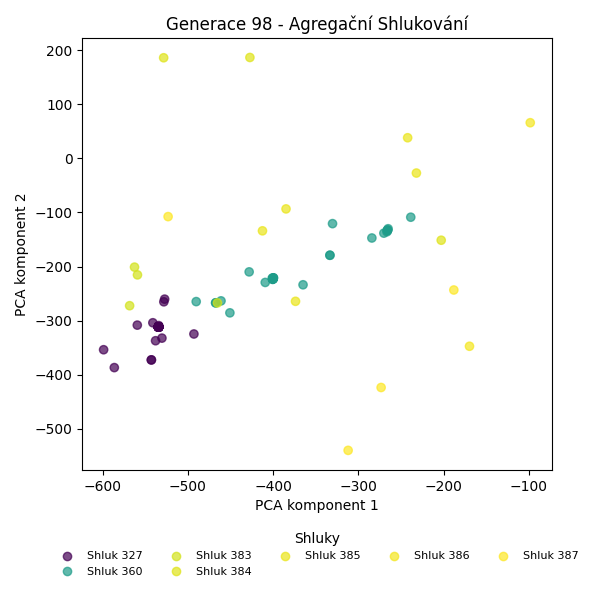 Generace 98 - Agregační Shlukování
PCA komponent 2
200
100
0
−100
−200
−300
−400
−500
−600 −500 −400 −300 −200 −100
PCA komponent 1
Shluky
Shluk 327 Shluk 383 Shluk 385 Shluk 386 Shluk 387
Shluk 360 Shluk 384